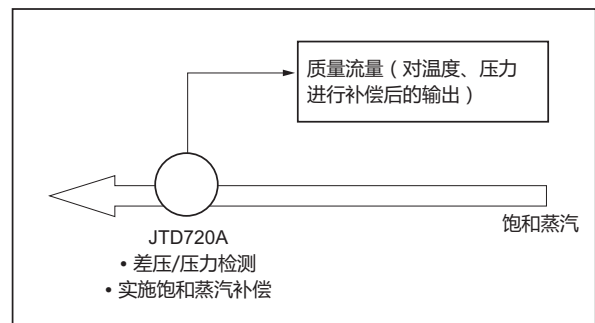 质量流量（对温度、压力
进行补偿后的输出）
饱和蒸汽
JTD720A
• 差压/压力检测
• 实施饱和蒸汽补偿